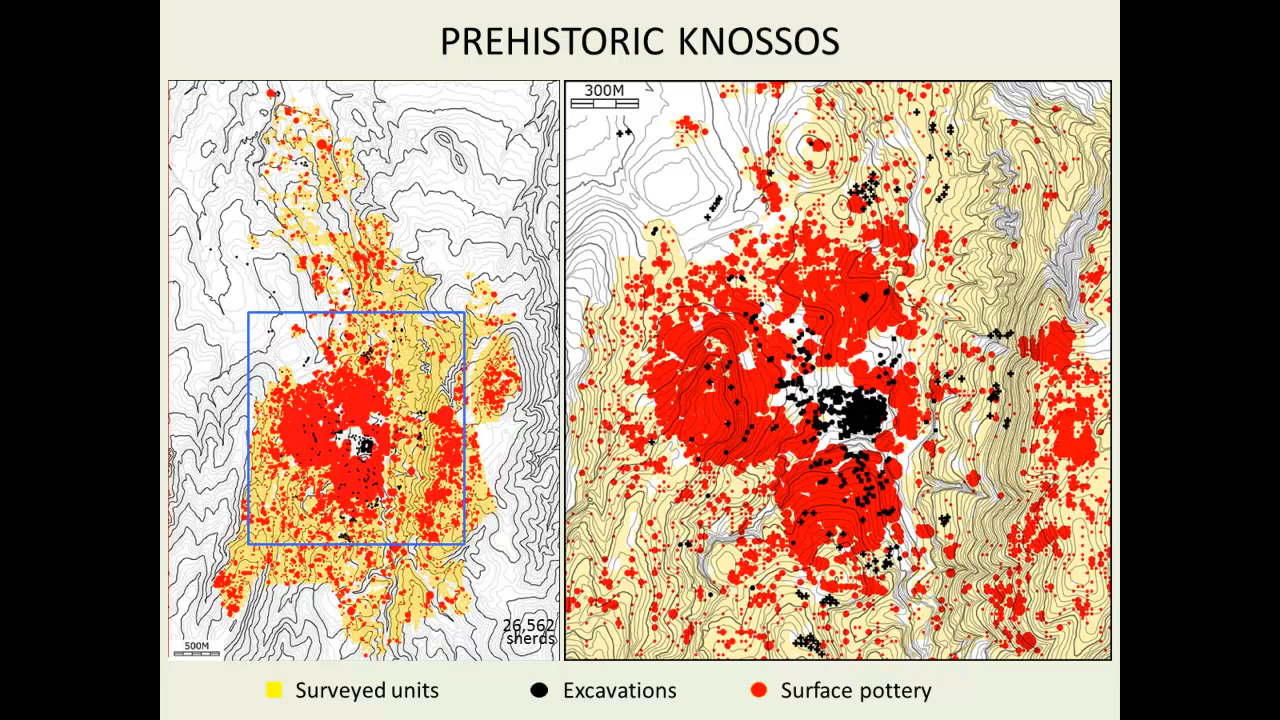 PREHISTORIC KNOSSOS
300M
26,562
sherds
500M
Surveyed units
Excavations
Surface pottery